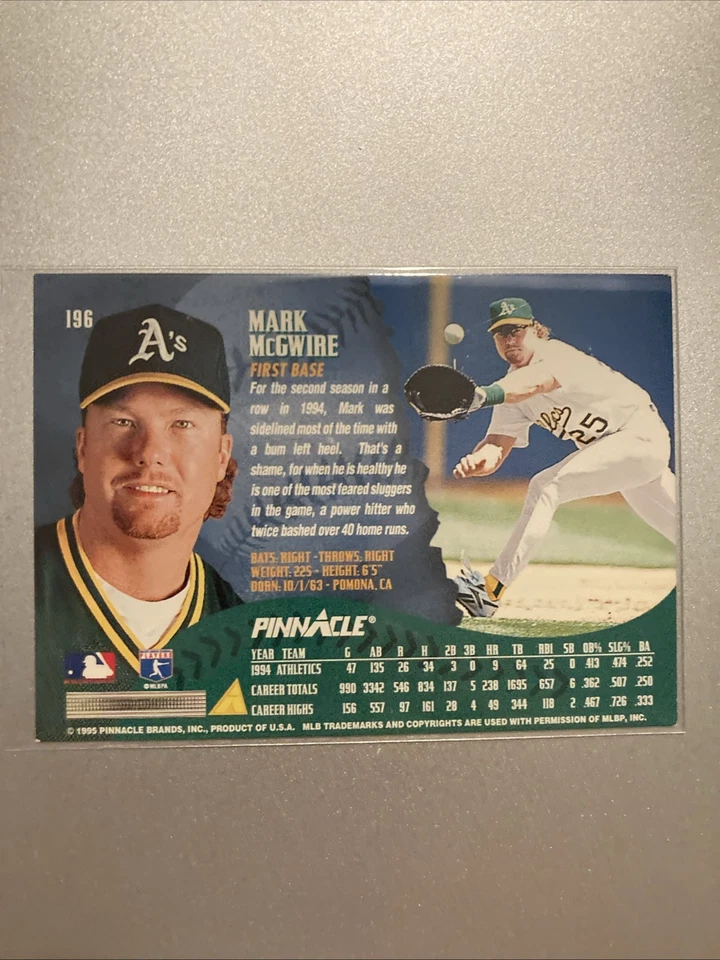 196
A's
MARK
McGWIRE
FIRST BASE
For the second season in a
row in 1994, Mark was
sidelined most of the time with
a bum left heel. That's a
shame, for when he is healthy he
is one of the most feared sluggers
in the game, a power hitter who
twice bashed over 40 home runs.
BATS: RIGHT - THROWS: RIGHT
WEIGHT: 225 - HEIGHT: 6'5"
BORN: 10/1/63 - POMONA, CA
A's
25
PINNACLE®
YEAR TEAM G AB R H 2B 3B HR TB RBI SB OB% SLG% BA
1994 ATHLETICS 47 135 26 34 3 0 9 64 25 0 .413 .474 .252
CAREER TOTALS 990 3342 546 834 137 5 238 1695 657 6 .362 .507 .250
CAREER HIGHS 156 557 97 161 28 4 49 344 118 2 .467 .726 .333
PLAYERS
©MLBPA
© 1995 PINNACLE BRANDS, INC., PRODUCT OF U.S.A. MLB TRADEMARKS AND COPYRIGHTS ARE USED WITH PERMISSION OF MLBP, INC.